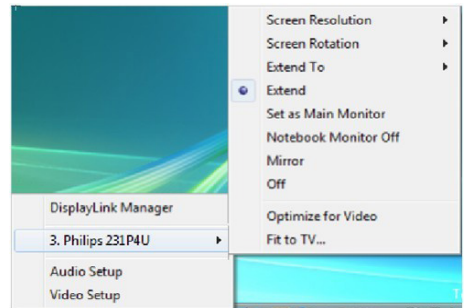 Screen Resolution
Screen Rotation
Extend To
Extend
Set as Main Monitor
Notebook Monitor Off
Mirror
Off
Optimize for Video
Fit to TV...
DisplayLink Manager
3. Philips 231P4U
Audio Setup
Video Setup